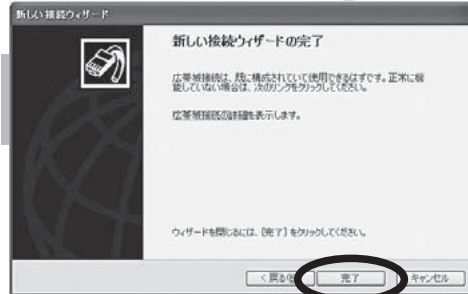 新しい接続ウィザード
新しい接続ウィザードの完了
広帯域接続は、既に構成されていて使用できるはずです。正常に機
能していない場合は、次のリンクをクリックしてください。
広帯域接続の詳細を表示します。
ウィザードを閉じるには、[完了] をクリックしてください。
< 戻る(B)
完了
キャンセル